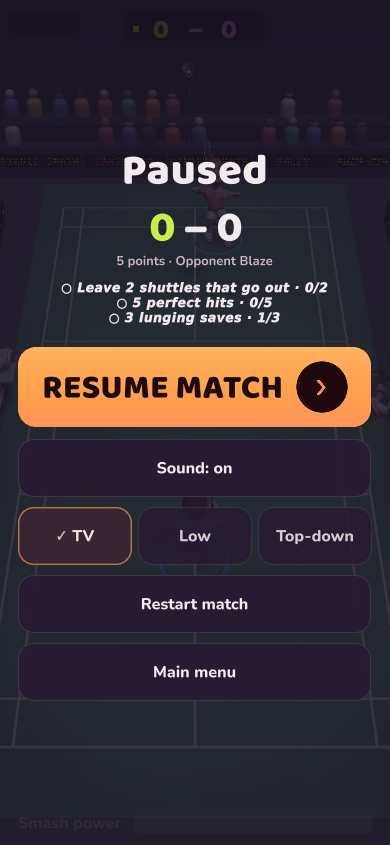 0 – 0
Paused
0 – 0
5 points · Opponent Blaze
○ Leave 2 shuttles that go out · 0/2
○ 5 perfect hits · 0/5
○ 3 lunging saves · 1/3
RESUME MATCH ›
Sound: on
✓ TV Low Top-down
Restart match
Main menu
Smash power